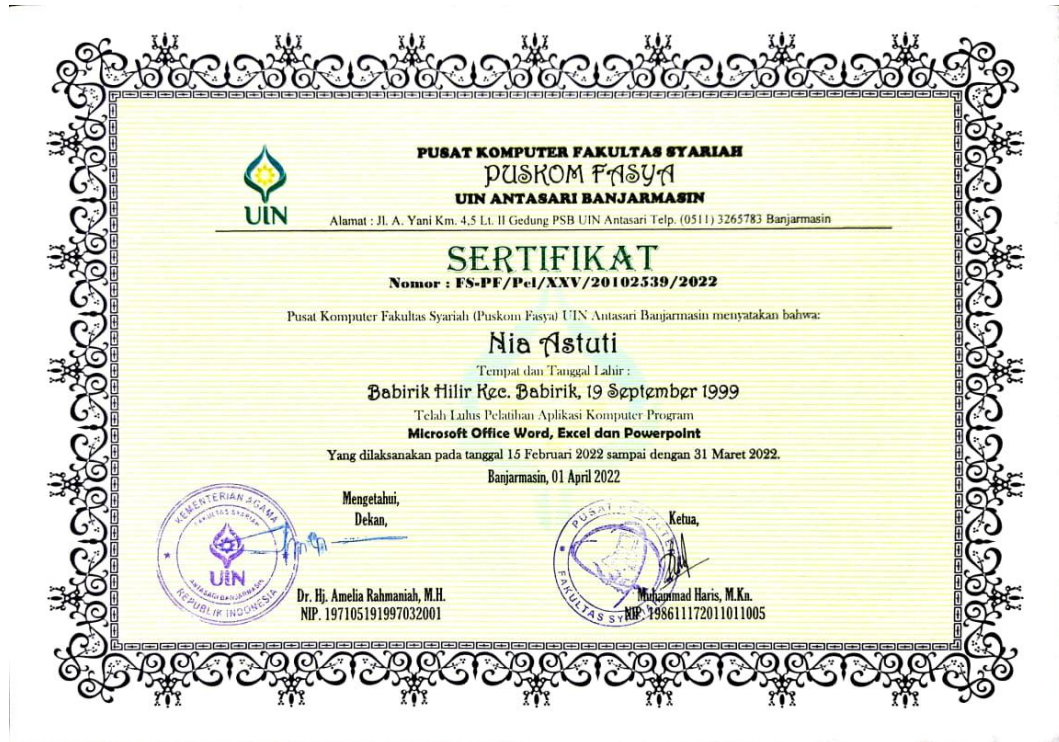 PUSAT KOMPUTER FAKULTAS SYARIAH
PUSKOM FASYA
UIN ANTASARI BANJARMASIN
UIN
Alamat : Jl. A. Yani Km. 4,5 Lt. II Gedung PSB UIN Antasari Telp. (0511) 3265783 Banjarmasin
SERTIFIKAT
Nomor : FS-PF/Pel/XXV/20102539/2022
Pusat Komputer Fakultas Syariah (Puskom Fasya) UIN Antasari Banjarmasin menyatakan bahwa:
Nia Astuti
Tempat dan Tanggal Lahir :
Babirik Hilir Kec. Babirik, 19 September 1999
Telah Lulus Pelatihan Aplikasi Komputer Program
Microsoft Office Word, Excel dan Powerpoint
Yang dilaksanakan pada tanggal 15 Februari 2022 sampai dengan 31 Maret 2022.
Banjarmasin, 01 April 2022
Mengetahui,
Dekan,
KEMENTERIAN AGAMA
FAKULTAS SYARIAH
UIN
ANTASARI BANJARMASIN
REPUBLIK INDONESIA
Dr. Hj. Amelia Rahmaniah, M.H.
NIP. 197105191997032001
Ketua,
PUSAT
FAKULTAS
Muhammad Haris, M.Kn.
NIP. 198611172011011005